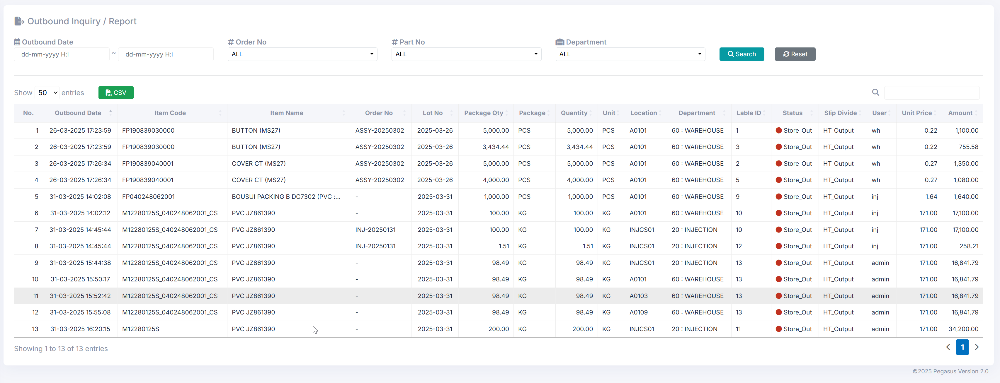 Outbound Inquiry / Report
Outbound Date
# Order No
# Part No
Department
dd-mm-yyyy H:i ~ dd-mm-yyyy H:i ALL ALL ALL Search Reset
Show 50 entries CSV
No. Outbound Date Item Code Item Name Order No Lot No Package Qty Package Quantity Unit Location Department Lable ID Status Slip Divide User Unit Price Amount
1 26-03-2025 17:23:59 FP190839030000 BUTTON (MS27) ASSY-20250302 2025-03-26 5,000.00 PCS 5,000.00 PCS A0101 60 : WAREHOUSE 1 Store_Out HT_Output wh 0.22 1,100.00
2 26-03-2025 17:23:59 FP190839030000 BUTTON (MS27) ASSY-20250302 2025-03-26 3,434.44 PCS 3,434.44 PCS A0101 60 : WAREHOUSE 3 Store_Out HT_Output wh 0.22 755.58
3 26-03-2025 17:26:34 FP190839040001 COVER CT (MS27) ASSY-20250302 2025-03-26 5,000.00 PCS 5,000.00 PCS A0101 60 : WAREHOUSE 2 Store_Out HT_Output wh 0.27 1,350.00
4 26-03-2025 17:26:34 FP190839040001 COVER CT (MS27) ASSY-20250302 2025-03-26 4,000.00 PCS 4,000.00 PCS A0101 60 : WAREHOUSE 5 Store_Out HT_Output wh 0.27 1,080.00
5 31-03-2025 14:02:08 FP040248062001 BOUSUI PACKING B DC7302 (PVC :... - 2025-03-31 1,000.00 PCS 1,000.00 PCS A0101 60 : WAREHOUSE 9 Store_Out HT_Output inj 1.64 1,640.00
6 31-03-2025 14:02:12 M12280125S_040248062001_CS PVC JZ861390 - 2025-03-31 100.00 KG 100.00 KG A0101 60 : WAREHOUSE 10 Store_Out HT_Output inj 171.00 17,100.00
7 31-03-2025 14:45:44 M12280125S_040248062001_CS PVC JZ861390 INJ-20250131 2025-03-31 100.00 KG 100.00 KG INJCS01 20 : INJECTION 10 Store_Out HT_Output inj 171.00 17,100.00
8 31-03-2025 14:45:44 M12280125S_040248062001_CS PVC JZ861390 INJ-20250131 2025-03-31 1.51 KG 1.51 KG INJCS01 20 : INJECTION 12 Store_Out HT_Output inj 171.00 258.21
9 31-03-2025 15:44:38 M12280125S_040248062001_CS PVC JZ861390 - 2025-03-31 98.49 KG 98.49 KG INJCS01 20 : INJECTION 13 Store_Out HT_Output admin 171.00 16,841.79
10 31-03-2025 15:50:17 M12280125S_040248062001_CS PVC JZ861390 - 2025-03-31 98.49 KG 98.49 KG A0101 60 : WAREHOUSE 13 Store_Out HT_Output admin 171.00 16,841.79
11 31-03-2025 15:52:42 M12280125S_040248062001_CS PVC JZ861390 - 2025-03-31 98.49 KG 98.49 KG A0103 60 : WAREHOUSE 13 Store_Out HT_Output admin 171.00 16,841.79
12 31-03-2025 15:55:08 M12280125S_040248062001_CS PVC JZ861390 - 2025-03-31 98.49 KG 98.49 KG A0109 60 : WAREHOUSE 13 Store_Out HT_Output admin 171.00 16,841.79
13 31-03-2025 16:20:15 M12280125S PVC JZ861390 - 2025-03-31 200.00 KG 200.00 KG INJCS01 20 : INJECTION 11 Store_Out HT_Output admin 171.00 34,200.00
Showing 1 to 13 of 13 entries
1
©2025 Pegasus Version 2.0